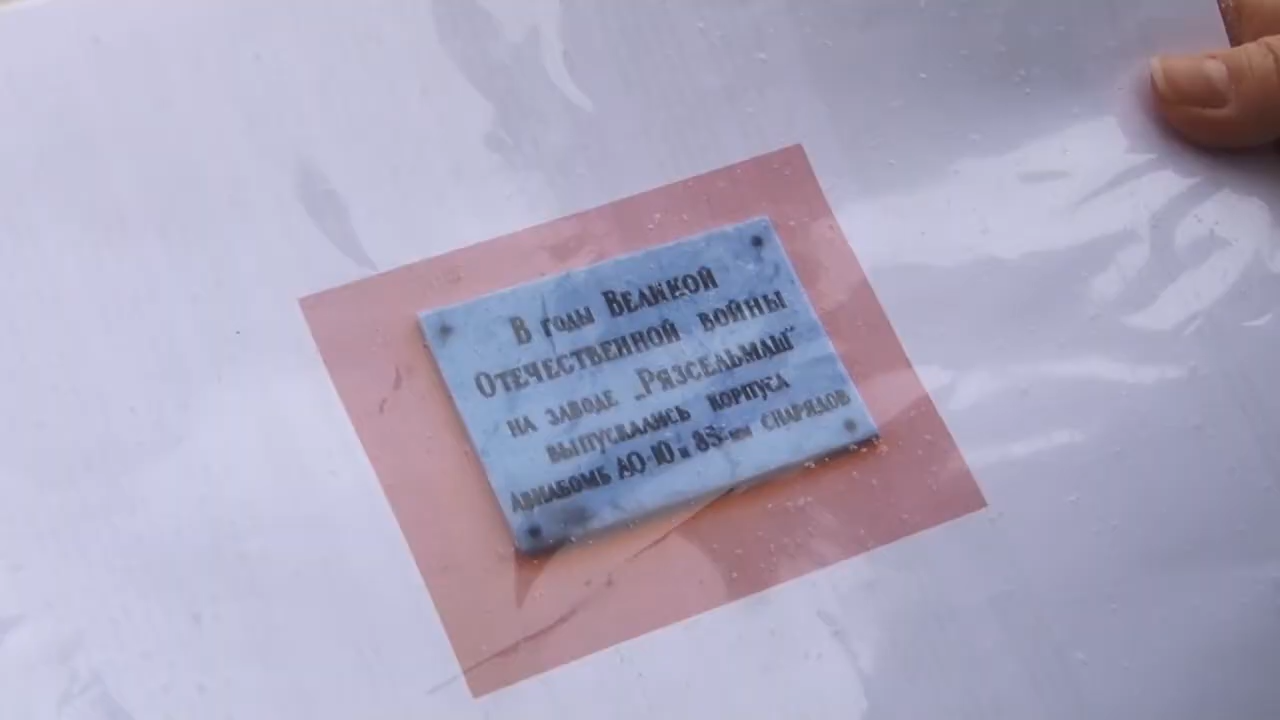 В годы Великой
Отечественной войны
на заводе „Рязсельмаш“
выпускались корпуса
Авиабомб АО-10 и 85-мм снарядов